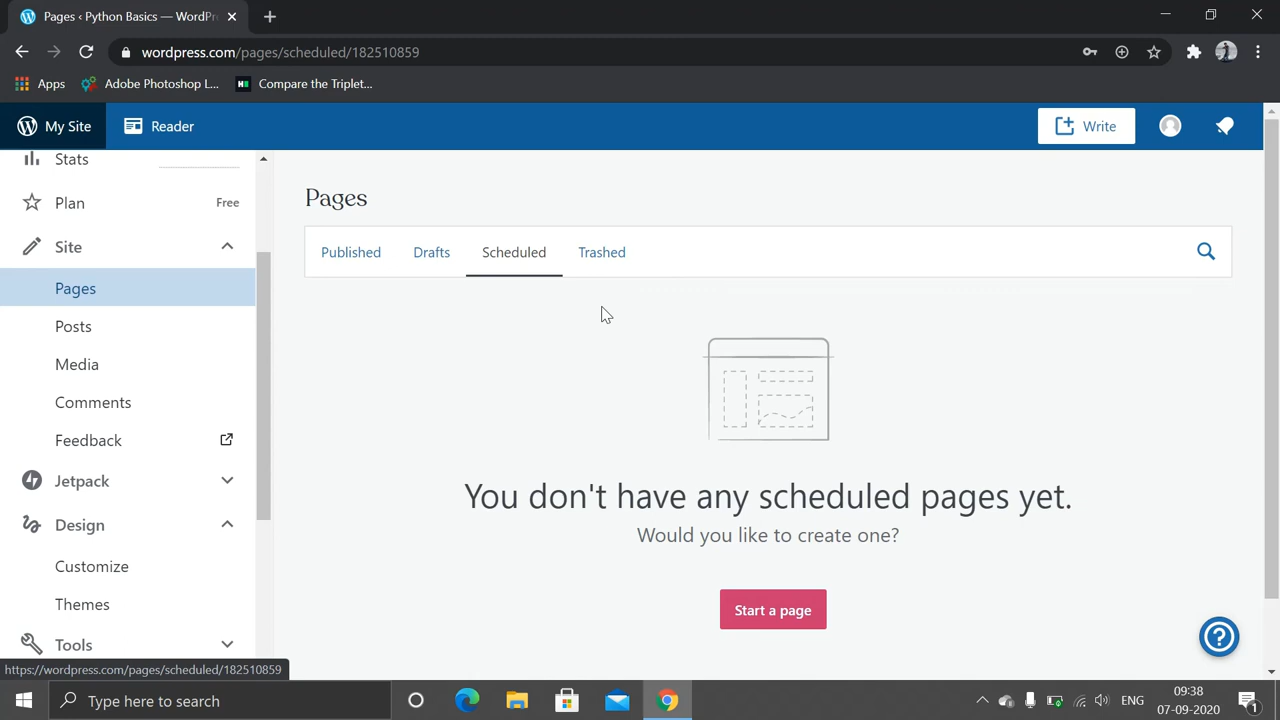 Pages ‹ Python Basics — WordPr
wordpress.com/pages/scheduled/182510859
Apps
Adobe Photoshop L...
Compare the Triplet...
My Site
Reader
Write
Stats
Plan
Free
Site
Pages
Posts
Media
Comments
Feedback
Jetpack
Design
Customize
Themes
Tools
Pages
Published
Drafts
Scheduled
Trashed
You don't have any scheduled pages yet.
Would you like to create one?
Start a page
https://wordpress.com/pages/scheduled/182510859
Type here to search
ENG
09:38
07-09-2020
1